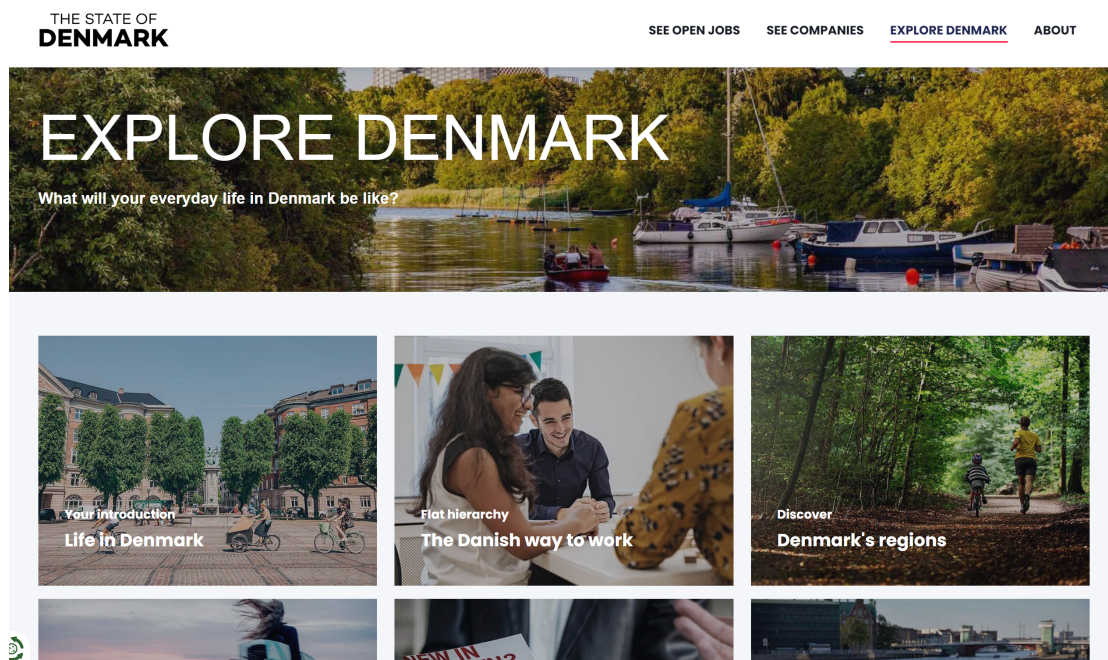 THE STATE OF
DENMARK
SEE OPEN JOBS
SEE COMPANIES
EXPLORE DENMARK
ABOUT
EXPLORE DENMARK
What will your everyday life in Denmark be like?
Your introduction
Life in Denmark
Flat hierarchy
The Danish way to work
Discover
Denmark's regions
NEW IN